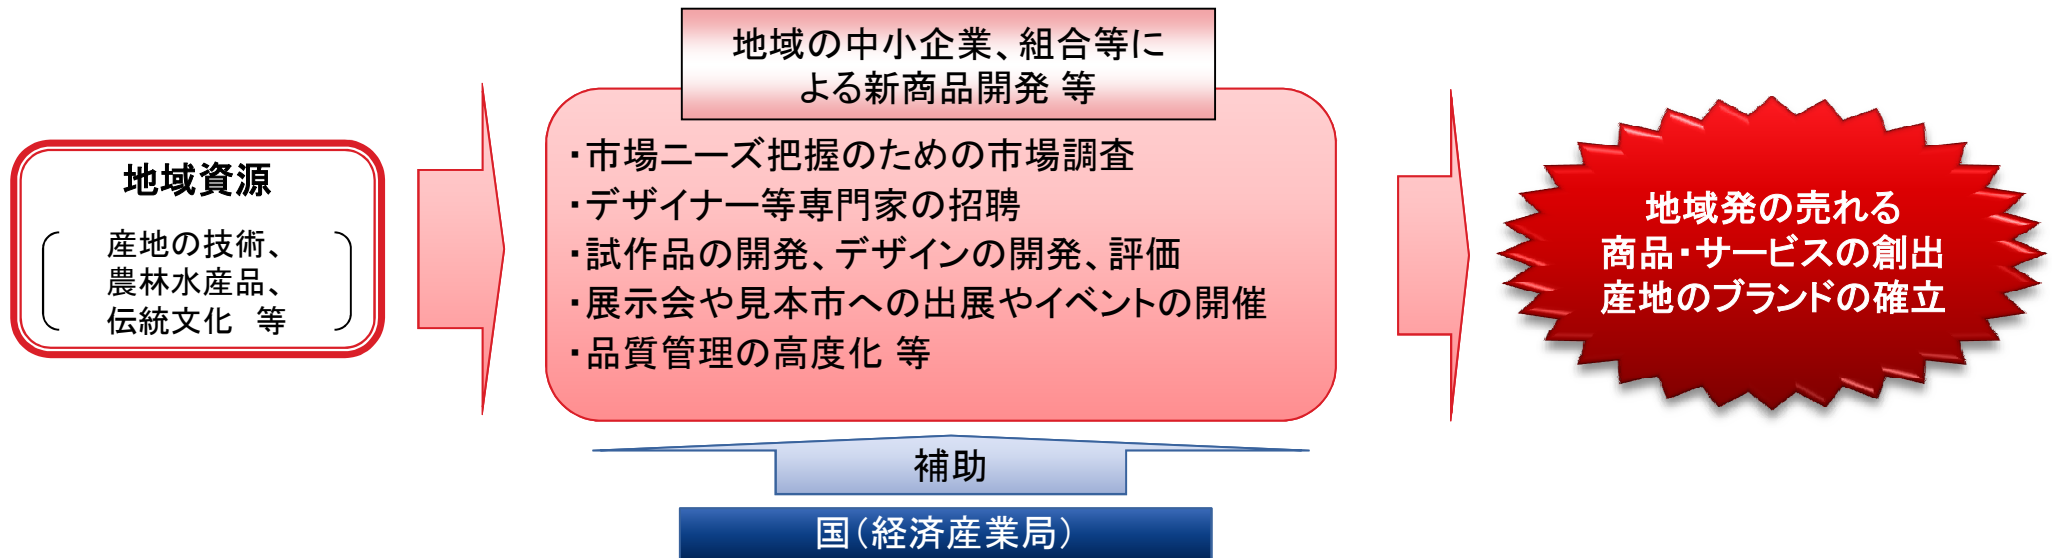 地域の中小企業、組合等に
よる新商品開発 等
地域資源
産地の技術、
農林水産品、
伝統文化　等
・市場ニーズ把握のための市場調査
・デザイナー等専門家の招聘
・試作品の開発、デザインの開発、評価
・展示会や見本市への出展やイベントの開催
・品質管理の高度化 等
地域発の売れる
商品・サービスの創出
産地のブランドの確立
補助
国（経済産業局）